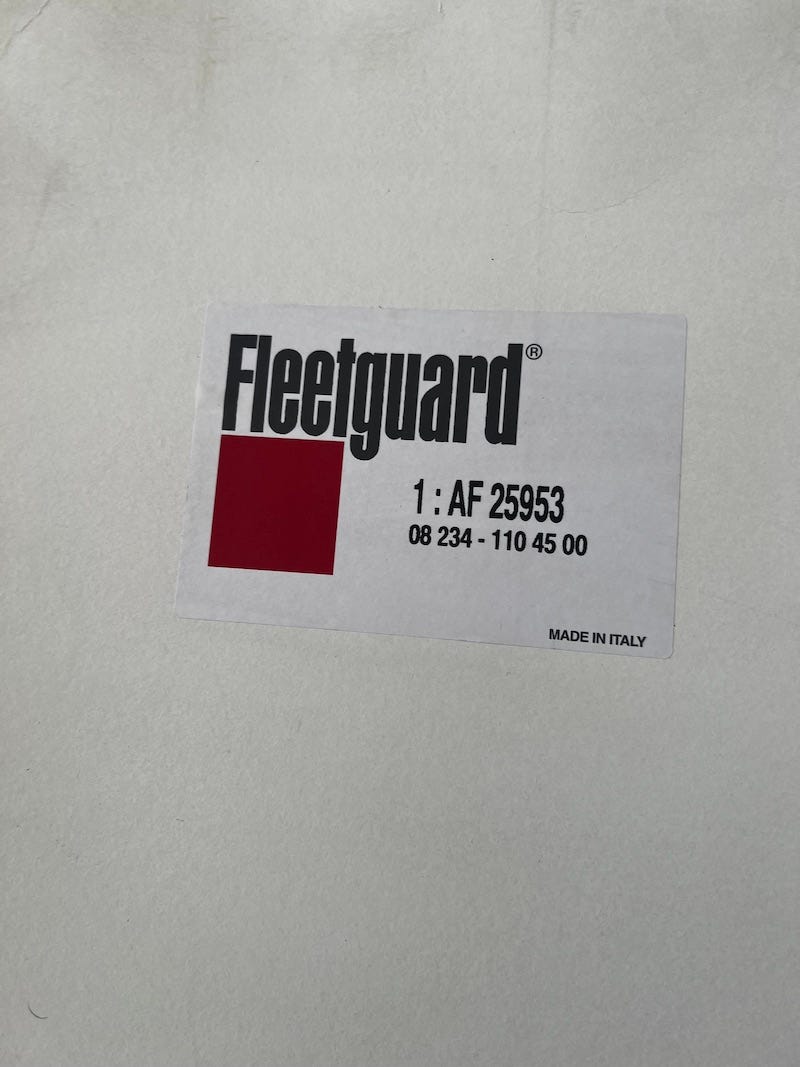 Fleetguard®
1 : AF 25953
08 234 - 110 45 00
MADE IN ITALY